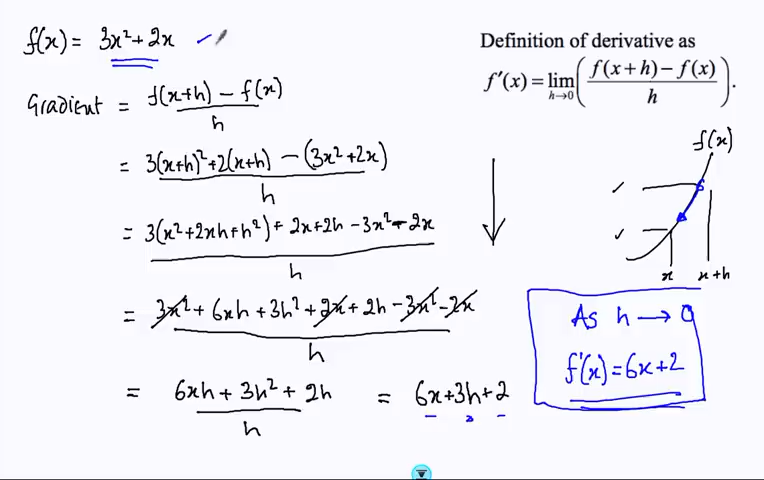 f(x) = 3x² + 2x
Definition of derivative as
f′(x) = lim h→0 ( (f(x+h) − f(x)) / h ).
Gradient = (f(x+h) − f(x)) / h
= (3(x+h)² + 2(x+h) − (3x² + 2x)) / h
= (3(x² + 2xh + h²) + 2x + 2h − 3x² − 2x) / h
= (3x² + 6xh + 3h² + 2x + 2h − 3x² − 2x) / h
= (6xh + 3h² + 2h) / h = 6x + 3h + 2
f(x)
x x+h
As h → 0
f'(x) = 6x + 2